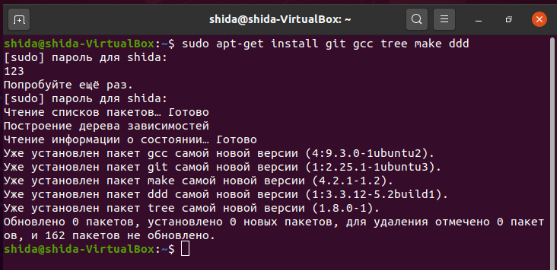 shida@shida-VirtualBox: ~
shida@shida-VirtualBox:~$ sudo apt-get install git gcc tree make ddd
[sudo] пароль для shida:
123
Попробуйте ещё раз.
[sudo] пароль для shida:
Чтение списков пакетов… Готово
Построение дерева зависимостей
Чтение информации о состоянии… Готово
Уже установлен пакет gcc самой новой версии (4:9.3.0-1ubuntu2).
Уже установлен пакет git самой новой версии (1:2.25.1-1ubuntu3).
Уже установлен пакет make самой новой версии (4.2.1-1.2).
Уже установлен пакет ddd самой новой версии (1:3.3.12-5.2build1).
Уже установлен пакет tree самой новой версии (1.8.0-1).
Обновлено 0 пакетов, установлено 0 новых пакетов, для удаления отмечено 0 пакет
ов, и 162 пакетов не обновлено.
shida@shida-VirtualBox:~$